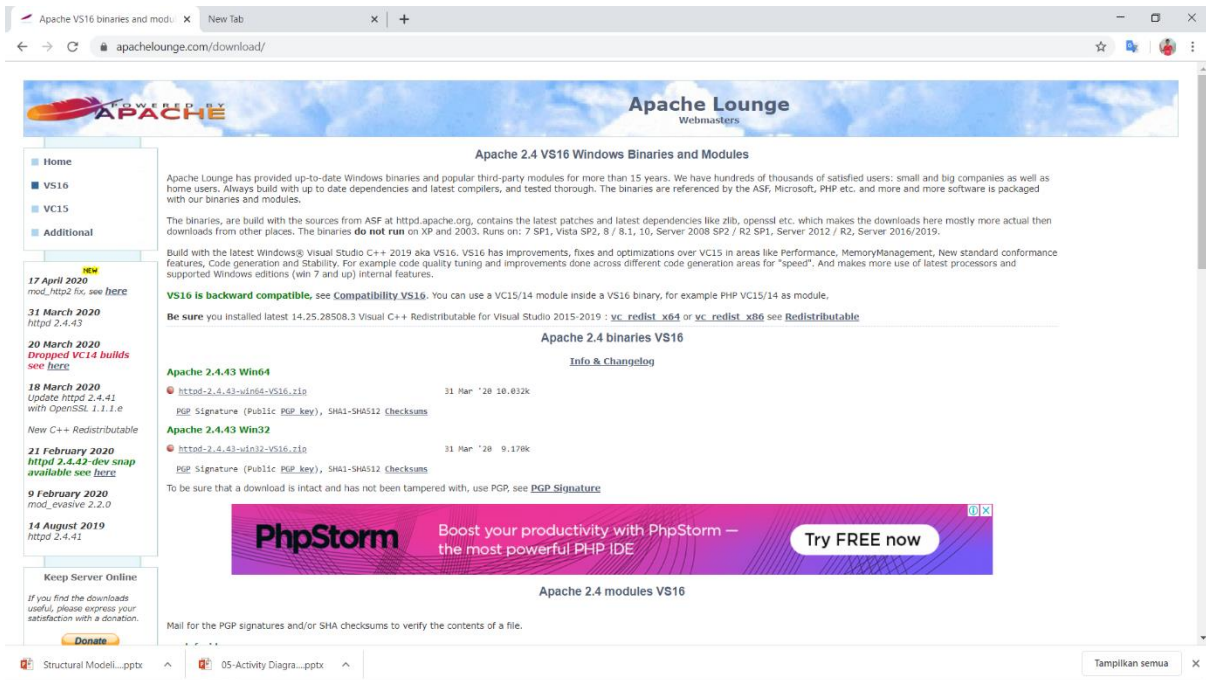 Apache VS16 binaries and modu
New Tab
apachelounge.com/download/
POWERED BY
APACHE
Apache Lounge
Webmasters
Home
VS16
VC15
Additional
NEW
17 April 2020
mod_http2 fix, see here
31 March 2020
httpd 2.4.43
20 March 2020
Dropped VC14 builds
see here
18 March 2020
Update httpd 2.4.41
with OpenSSL 1.1.1.e
New C++ Redistributable
21 February 2020
httpd 2.4.42-dev snap
available see here
9 February 2020
mod_evasive 2.2.0
14 August 2019
httpd 2.4.41
Keep Server Online
If you find the downloads
useful, please express your
satisfaction with a donation.
Donate
Apache 2.4 VS16 Windows Binaries and Modules
Apache Lounge has provided up-to-date Windows binaries and popular third-party modules for more than 15 years. We have hundreds of thousands of satisfied users: small and big companies as well as
home users. Always build with up to date dependencies and latest compilers, and tested thorough. The binaries are referenced by the ASF, Microsoft, PHP etc. and more and more software is packaged
with our binaries and modules.
The binaries, are build with the sources from ASF at httpd.apache.org, contains the latest patches and latest dependencies like zlib, openssl etc. which makes the downloads here mostly more actual then
downloads from other places. The binaries do not run on XP and 2003. Runs on: 7 SP1, Vista SP2, 8 / 8.1, 10, Server 2008 SP2 / R2 SP1, Server 2012 / R2, Server 2016/2019.
Build with the latest Windows® Visual Studio C++ 2019 aka VS16. VS16 has improvements, fixes and optimizations over VC15 in areas like Performance, MemoryManagement, New standard conformance
features, Code generation and Stability. For example code quality tuning and improvements done across different code generation areas for "speed". And makes more use of latest processors and
supported Windows editions (win 7 and up) internal features.
VS16 is backward compatible, see Compatibility VS16. You can use a VC15/14 module inside a VS16 binary, for example PHP VC15/14 as module,
Be sure you installed latest 14.25.28508.3 Visual C++ Redistributable for Visual Studio 2015-2019 : vc_redist_x64 or vc_redist_x86 see Redistributable
Apache 2.4 binaries VS16
Info & Changelog
Apache 2.4.43 Win64
httpd-2.4.43-win64-VS16.zip 31 Mar '20 10.032k
PGP Signature (Public PGP key), SHA1-SHA512 Checksums
Apache 2.4.43 Win32
httpd-2.4.43-win32-VS16.zip 31 Mar '20 9.170k
PGP Signature (Public PGP key), SHA1-SHA512 Checksums
To be sure that a download is intact and has not been tampered with, use PGP, see PGP Signature
PhpStorm
Boost your productivity with PhpStorm —
the most powerful PHP IDE
Try FREE now
Apache 2.4 modules VS16
Mail for the PGP signatures and/or SHA checksums to verify the contents of a file.
Structural Modeli....pptx
05-Activity Diagra....pptx
Tampilkan semua